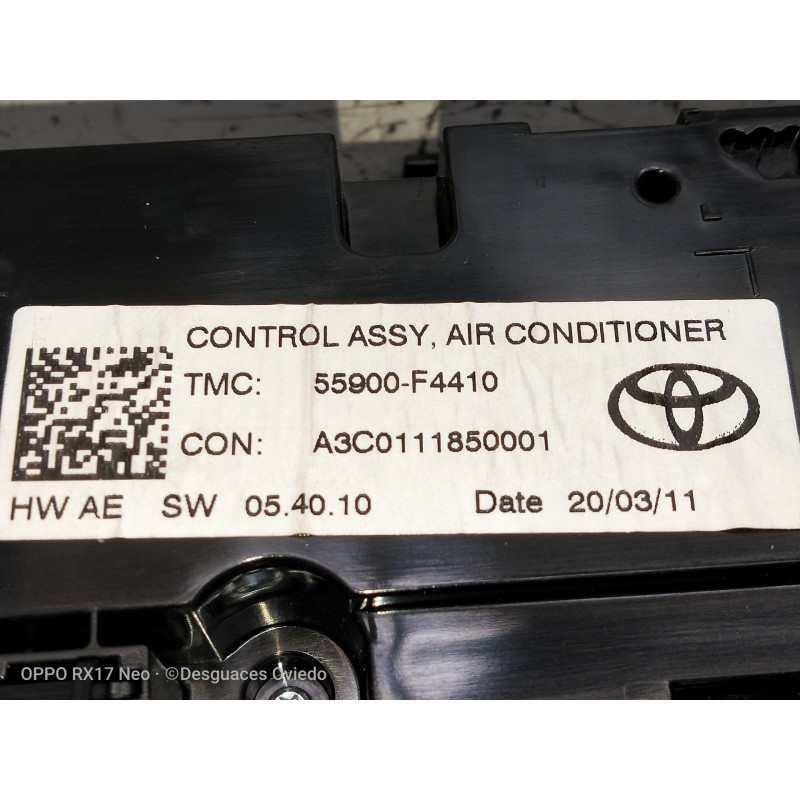 CONTROL ASSY, AIR CONDITIONER
TMC: 55900-F4410
CON: A3C0111850001
HW AE SW 05.40.10 Date 20/03/11
OPPO RX17 Neo · ©Desguaces Oviedo